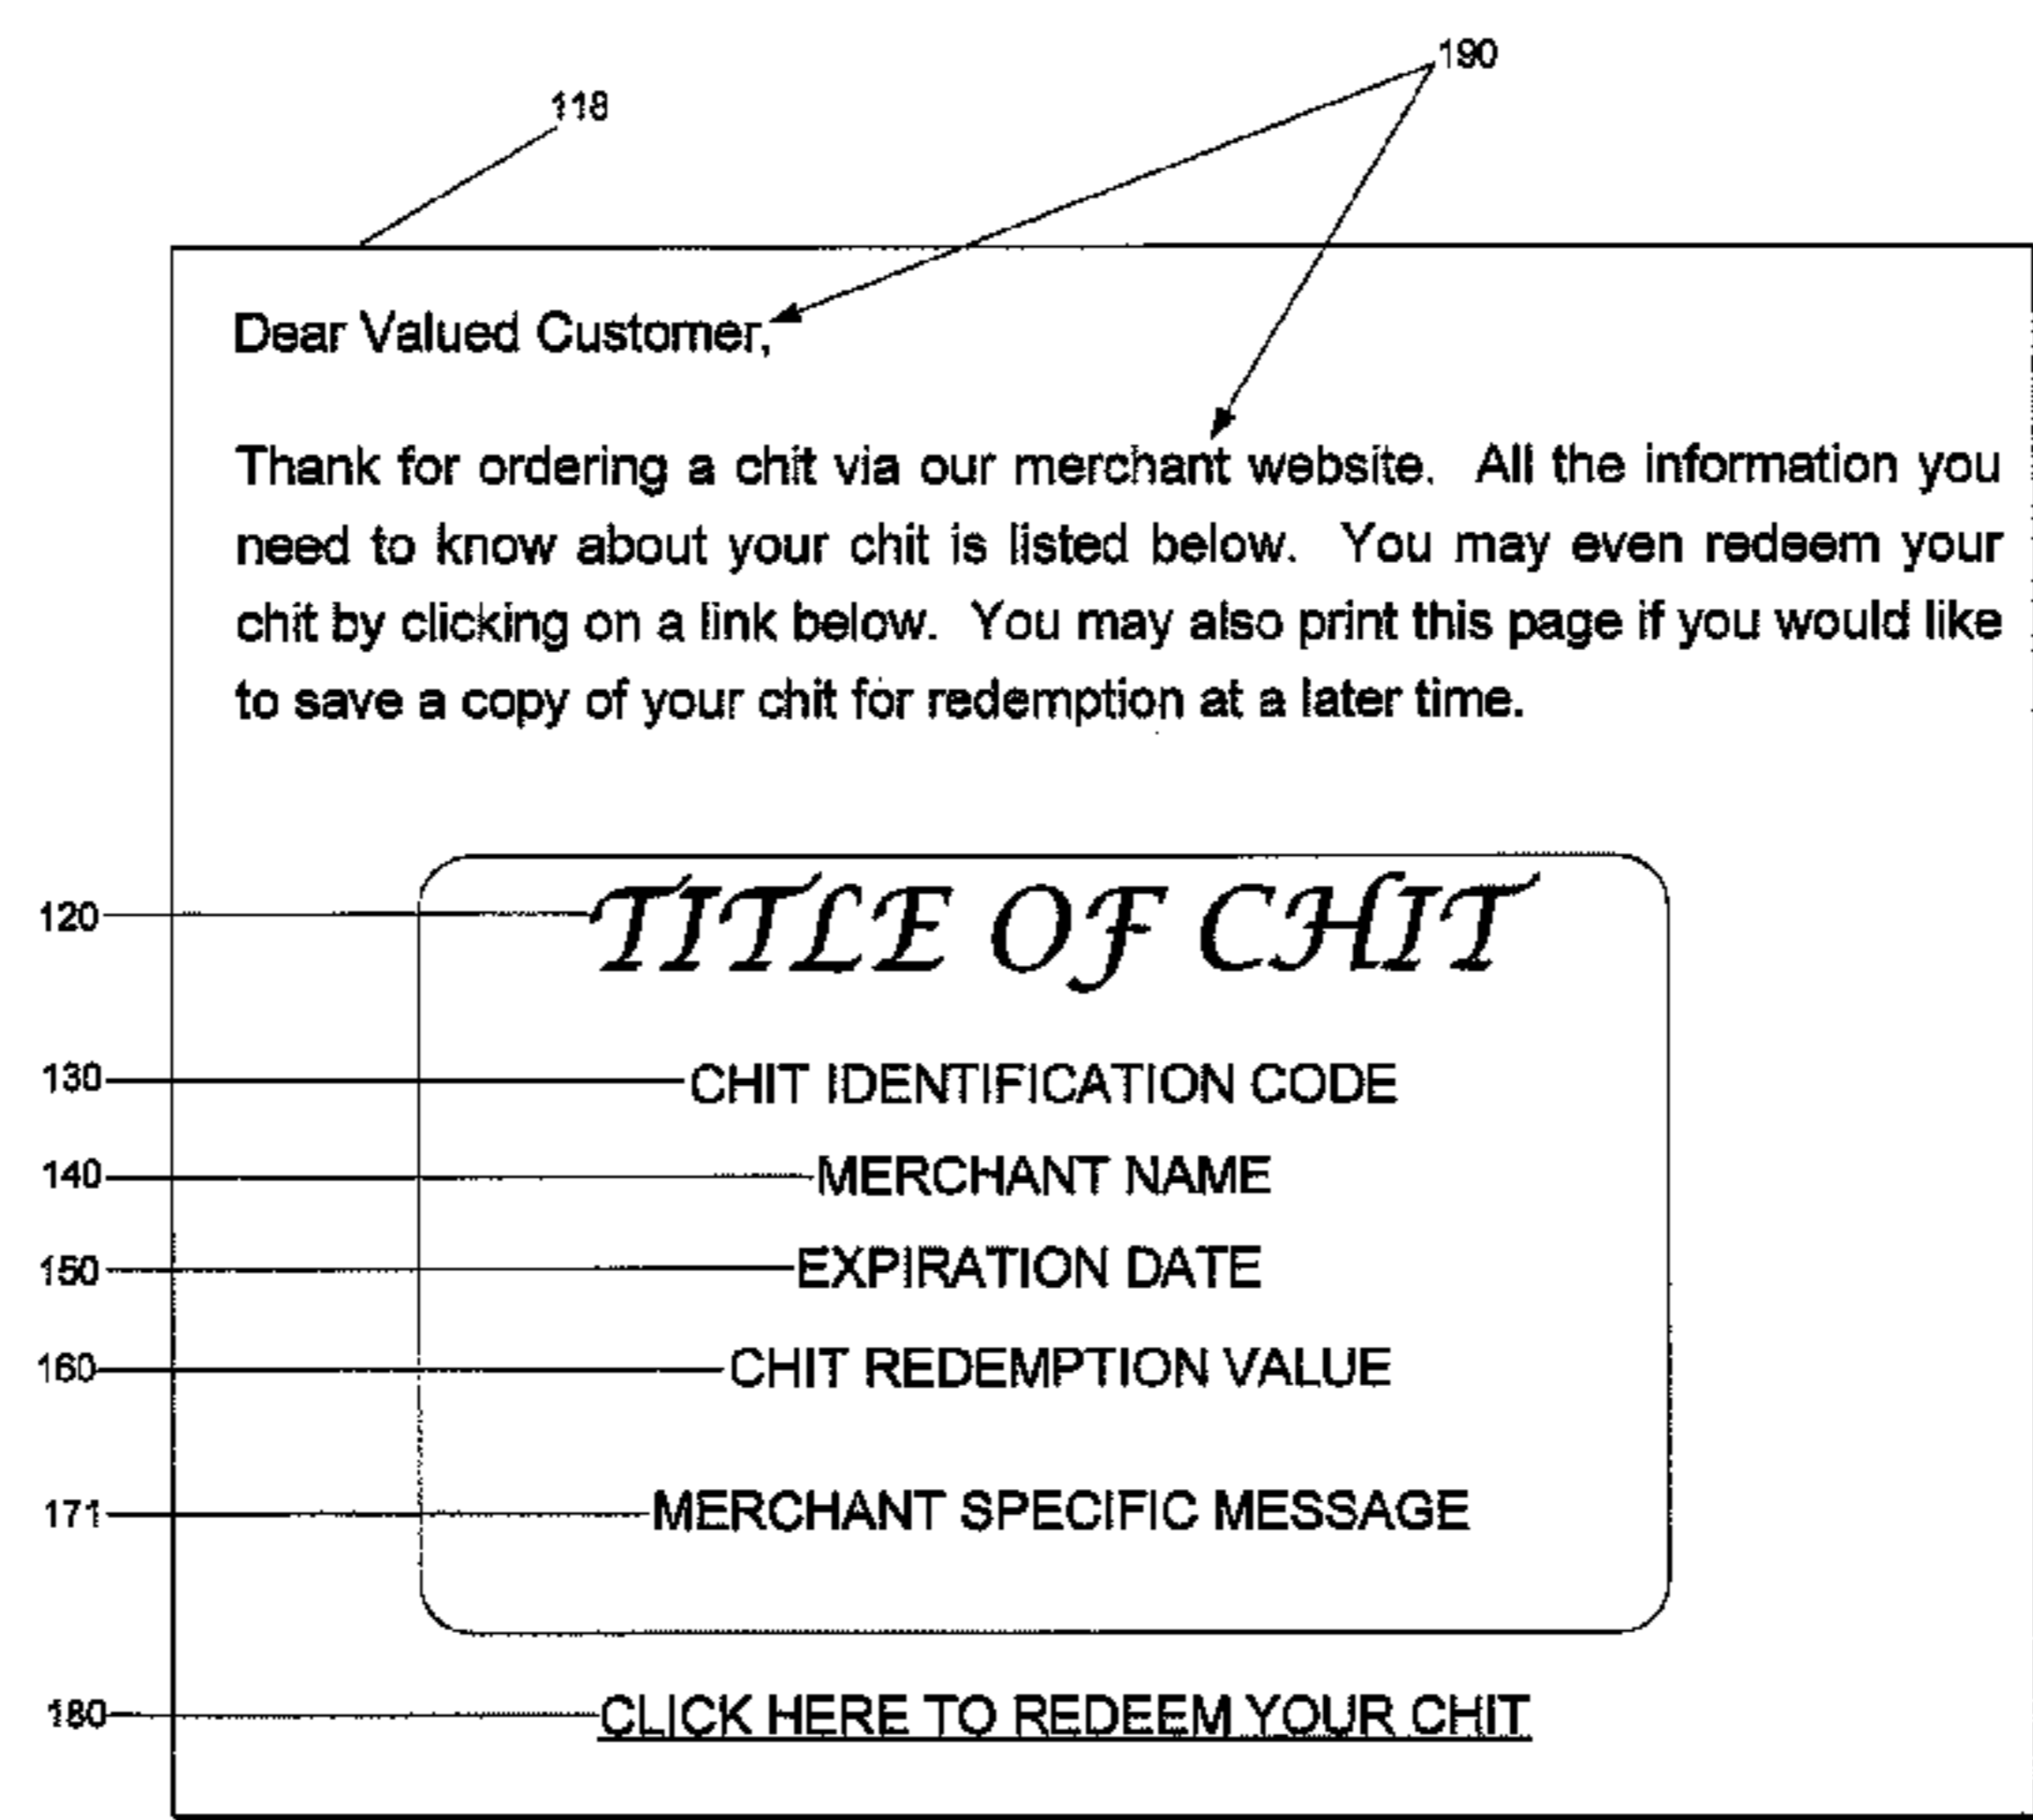 190
118
Dear Valued Customer,
Thank for ordering a chit via our merchant website. All the information you
need to know about your chit is listed below. You may even redeem your
chit by clicking on a link below. You may also print this page if you would like
to save a copy of your chit for redemption at a later time.
120 TITLE OF CHIT
130 CHIT IDENTIFICATION CODE
140 MERCHANT NAME
150 EXPIRATION DATE
160 CHIT REDEMPTION VALUE
171 MERCHANT SPECIFIC MESSAGE
180 CLICK HERE TO REDEEM YOUR CHIT